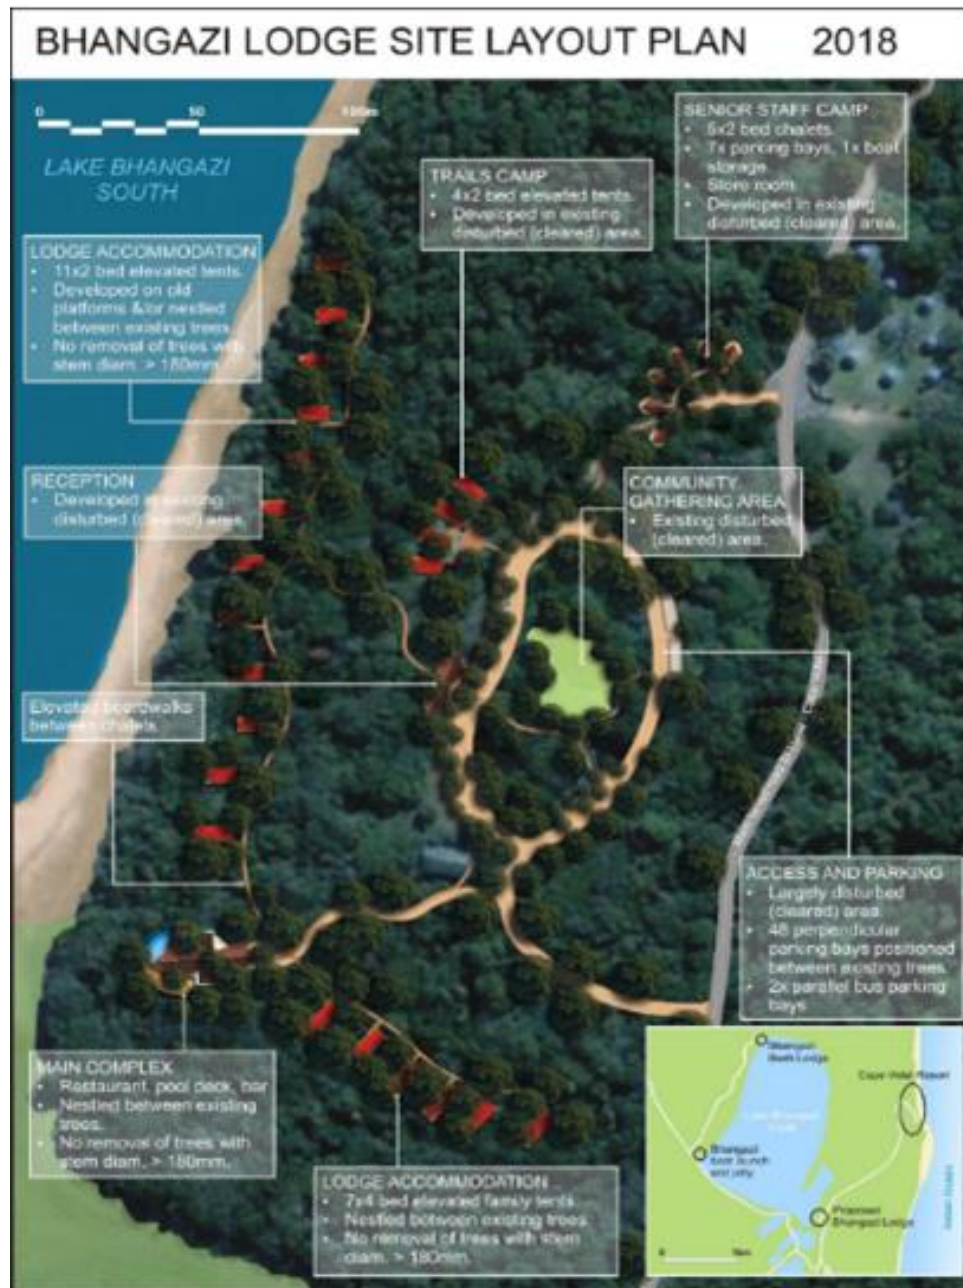 BHANGAZI LODGE SITE LAYOUT PLAN 2018
0 50 100m
LAKE BHANGAZI
SOUTH
SENIOR STAFF CAMP
• 6x2 bed chalets.
• 7x parking bays, 1x boat
storage
• Store room
• Developed in existing
disturbed (cleared) area.
TRAILS CAMP
• 4x2 bed elevated tents.
• Developed in existing
disturbed (cleared) area.
LODGE ACCOMMODATION
• 11x2 bed elevated tents.
• Developed on old
platforms &/or nestled
between existing trees.
• No removal of trees with
stem diam. > 180mm.
RECEPTION
• Developed in existing
disturbed (cleared) area.
COMMUNITY
GATHERING AREA
• Existing disturbed
(cleared) area.
Elevated boardwalks
between chalets.
ACCESS AND PARKING
• Largely disturbed
(cleared) area.
• 48 perpendicular
parking bays positioned
between existing trees.
• 2x parallel bus parking
bays
MAIN COMPLEX
• Restaurant, pool deck, bar
• Nestled between existing
trees.
• No removal of trees with
stem diam. > 180mm.
LODGE ACCOMMODATION
• 7x4 bed elevated family tents.
• Nestled between existing trees
• No removal of trees with stem
diam. > 180mm.
Cape Vidal Resort
Bhangazi
boat launch
and jetty
Proposed
Bhangazi Lodge
0